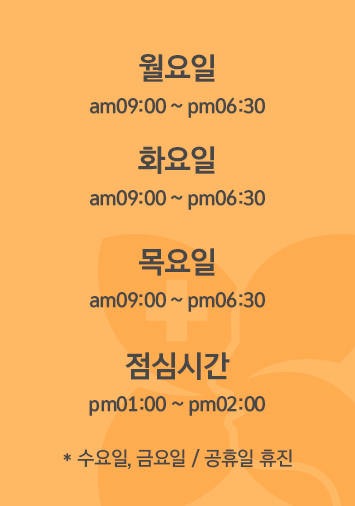 월요일
am09:00 ~ pm06:30
화요일
am09:00 ~ pm06:30
목요일
am09:00 ~ pm06:30
점심시간
pm01:00 ~ pm02:00
* 수요일, 금요일 / 공휴일 휴진